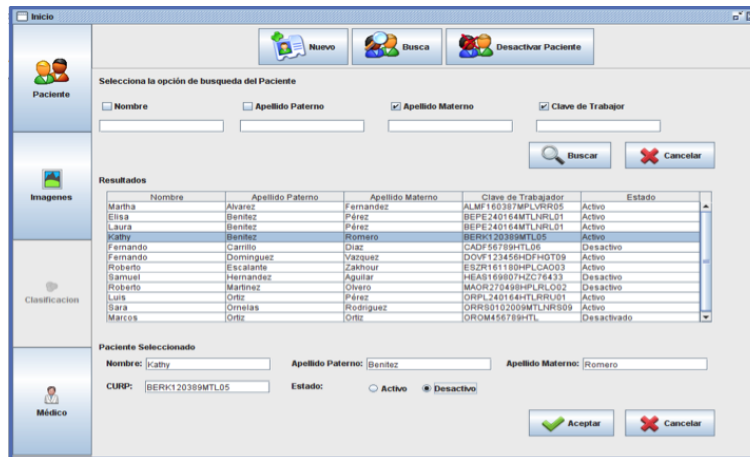 Inicio
Nuevo Busca Desactivar Paciente
Paciente
Selecciona la opción de busqueda del Paciente
Nombre Apellido Paterno Apellido Materno Clave de Trabajor
Buscar Cancelar
Imagenes
Resultados
Nombre Apellido Paterno Apellido Materno Clave de Trabajador Estado
Martha Alvarez Fernandez ALMF160387MPLVRR05 Activo
Elisa Benitez Pérez BEPE240164MTLNRL01 Activo
Laura Benitez Pérez BEPE240164MTLNRL01 Activo
Kathy Benitez Romero BERK120389MTL05 Activo
Fernando Carrillo Diaz CADF56789HTL06 Desactivo
Fernando Dominguez Vazquez DOVF123456HDFHGT09 Activo
Roberto Escalante Zakhour ESZR161180HPLCAO03 Activo
Samuel Hernandez Aguilar HEAS169807HZC76433 Desactivo
Roberto Martinez Olvero MAOR270498HPLRLO02 Desactivo
Luis Ortiz Pérez ORPL240164HTLRRU01 Activo
Sara Ornelas Rodriguez ORRS0102009MTLNRS09 Activo
Marcos Ortiz Ortiz OROM456789HTL Desactivado
Clasificacion
Paciente Seleccionado
Nombre: Kathy Apellido Paterno: Benitez Apellido Materno: Romero
CURP: BERK120389MTL05 Estado: Activo Desactivo
Médico
Aceptar Cancelar